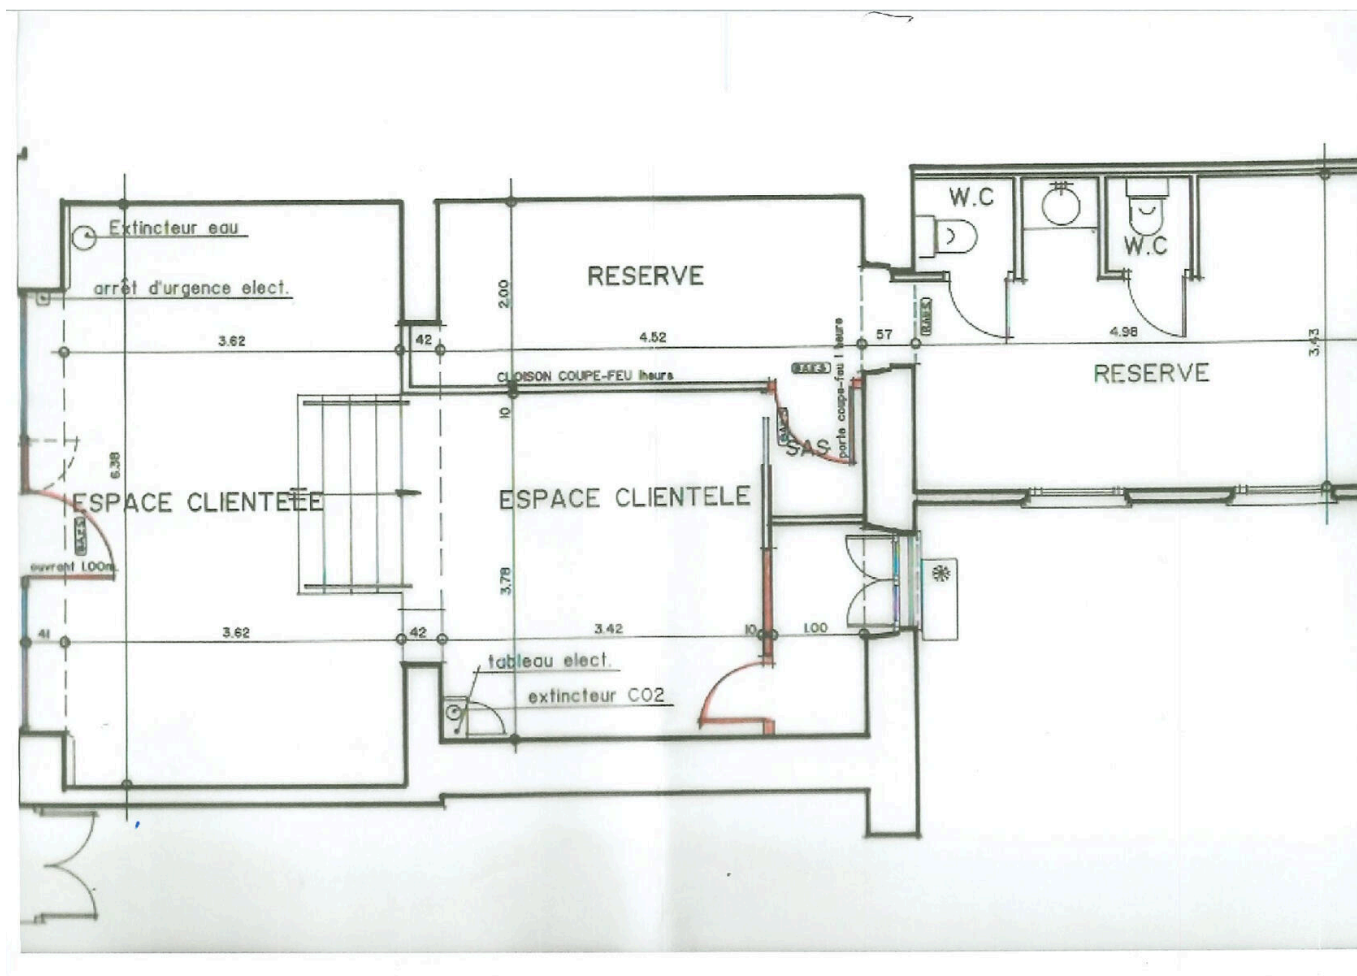 W.C
Extincteur eau
W.C
RESERVE
arrêt d'urgence elect.
2.00
B.A.E.S
3.62
42
4.52
57
4.98
3.43
porte coupe-feu 1 heure
B.A.E.S
RESERVE
CLOISON COUPE-FEU 1heure
10
B.A.E.S
SAS
6.38
ESPACE CLIENTELE
ESPACE CLIENTELE
B.A.E.S
ouvrant 1.00m.
3.78
41
3.62
42
3.42
10
1.00
tableau elect.
extincteur CO2